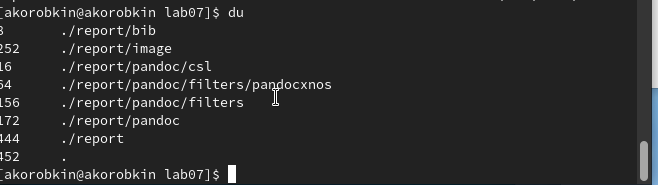 [akorobkin@akorobkin lab07]$ du
8 ./report/bib
252 ./report/image
16 ./report/pandoc/csl
64 ./report/pandoc/filters/pandocxnos
156 ./report/pandoc/filters
172 ./report/pandoc
444 ./report
452 .
[akorobkin@akorobkin lab07]$